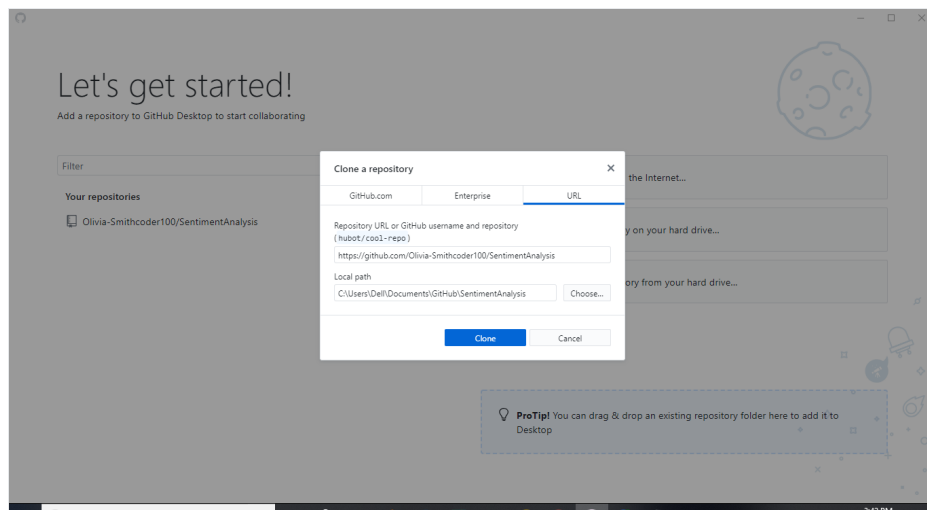 Let's get started!
Add a repository to GitHub Desktop to start collaborating
Filter
Your repositories
Olivia-Smithcoder100/SentimentAnalysis
Clone a repository
GitHub.com Enterprise URL
Repository URL or GitHub username and repository
(hubot/cool-repo)
https://github.com/Olivia-Smithcoder100/SentimentAnalysis
Local path
C:\Users\Dell\Documents\GitHub\SentimentAnalysis Choose...
Clone Cancel
the Internet...
y on your hard drive...
ory from your hard drive...
ProTip! You can drag & drop an existing repository folder here to add it to
Desktop